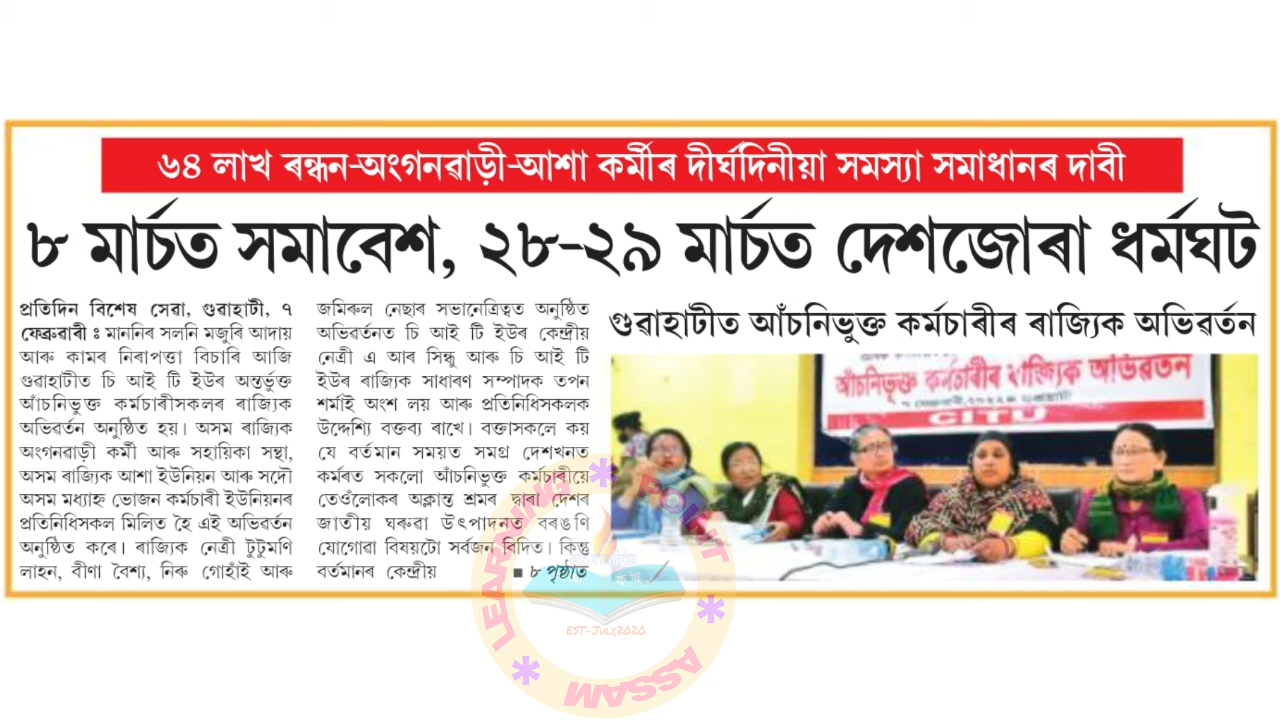 ৬৪ লাখ ৰন্ধন-অংগনৱাড়ী-আশা কৰ্মীৰ দীৰ্ঘদিনীয়া সমস্যা সমাধানৰ দাবী
৮ মাৰ্চত সমাবেশ, ২৮-২৯ মাৰ্চত দেশজোৰা ধৰ্মঘট
প্ৰতিদিন বিশেষ সেৱা, গুৱাহাটী, ৭
ফেব্ৰুৱাৰী ঃ মাননিৰ সলনি মজুৰি আদায়
আৰু কামৰ নিৰাপত্তা বিচাৰি আজি
গুৱাহাটীত চি আই টি ইউৰ অন্তৰ্ভুক্ত
আঁচনিভুক্ত কৰ্মচাৰীসকলৰ ৰাজ্যিক
অভিৱৰ্তন অনুষ্ঠিত হয়। অসম ৰাজ্যিক
অংগনৱাড়ী কৰ্মী আৰু সহায়িকা সন্থা,
অসম ৰাজ্যিক আশা ইউনিয়ন আৰু সদৌ
অসম মধ্যাহ্ন ভোজন কৰ্মচাৰী ইউনিয়নৰ
প্ৰতিনিধিসকল মিলিত হৈ এই অভিৱৰ্তন
অনুষ্ঠিত কৰে। ৰাজ্যিক নেত্ৰী টুটুমণি
লাহন, বীণা বৈশ্য, নিৰু গোহাঁই আৰু
জমিৰুল নেছাৰ সভানেত্ৰিত্বত অনুষ্ঠিত
অভিৱৰ্তনত চি আই টি ইউৰ কেন্দ্ৰীয়
নেত্ৰী এ আৰ সিন্ধু আৰু চি আই টি
ইউৰ ৰাজ্যিক সাধাৰণ সম্পাদক তপন
শৰ্মাই অংশ লয় আৰু প্ৰতিনিধিসকলক
উদ্দেশ্যি বক্তব্য ৰাখে। বক্তাসকলে কয়
যে বৰ্তমান সময়ত সমগ্ৰ দেশখনত
কৰ্মৰত সকলো আঁচনিভুক্ত কৰ্মচাৰীয়ে
তেওঁলোকৰ অক্লান্ত শ্ৰমৰ দ্বাৰা দেশৰ
জাতীয় ঘৰুৱা উৎপাদনত বৰঙণি
যোগোৱা বিষয়টো সৰ্বজন বিদিত। কিন্তু
বৰ্তমানৰ কেন্দ্ৰীয় ■ ৮ পৃষ্ঠাত
গুৱাহাটীত আঁচনিভুক্ত কৰ্মচাৰীৰ ৰাজ্যিক অভিৱৰ্তন
আঁচনিভুক্ত কৰ্মচাৰীৰ ৰাজ্যিক অভিৱৰ্তন
৭ ফেব্ৰুৱাৰী,২০২২
CITU
LEARNING POINT ASSAM
EST-JULY,2020